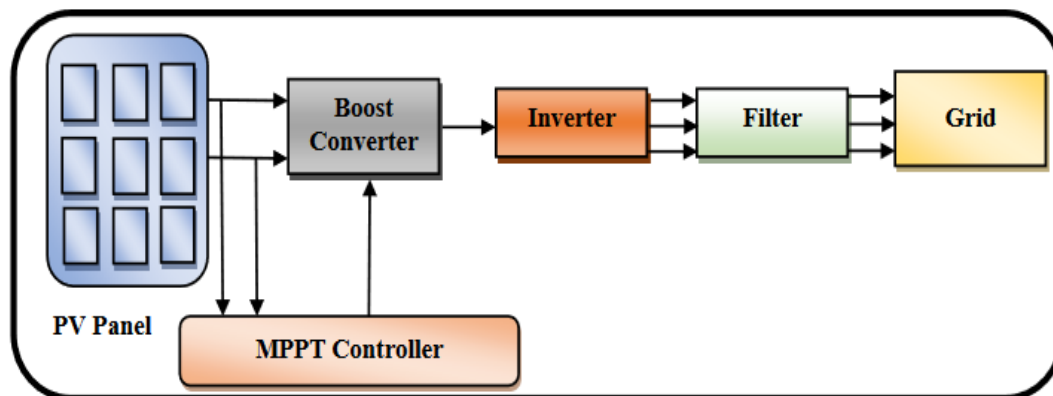 Boost
Converter
Inverter
Filter
Grid
PV Panel
MPPT Controller